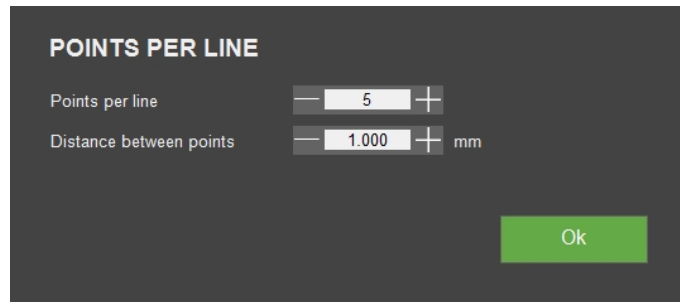 POINTS PER LINE
Points per line — 5 +
Distance between points — 1.000 + mm
Ok